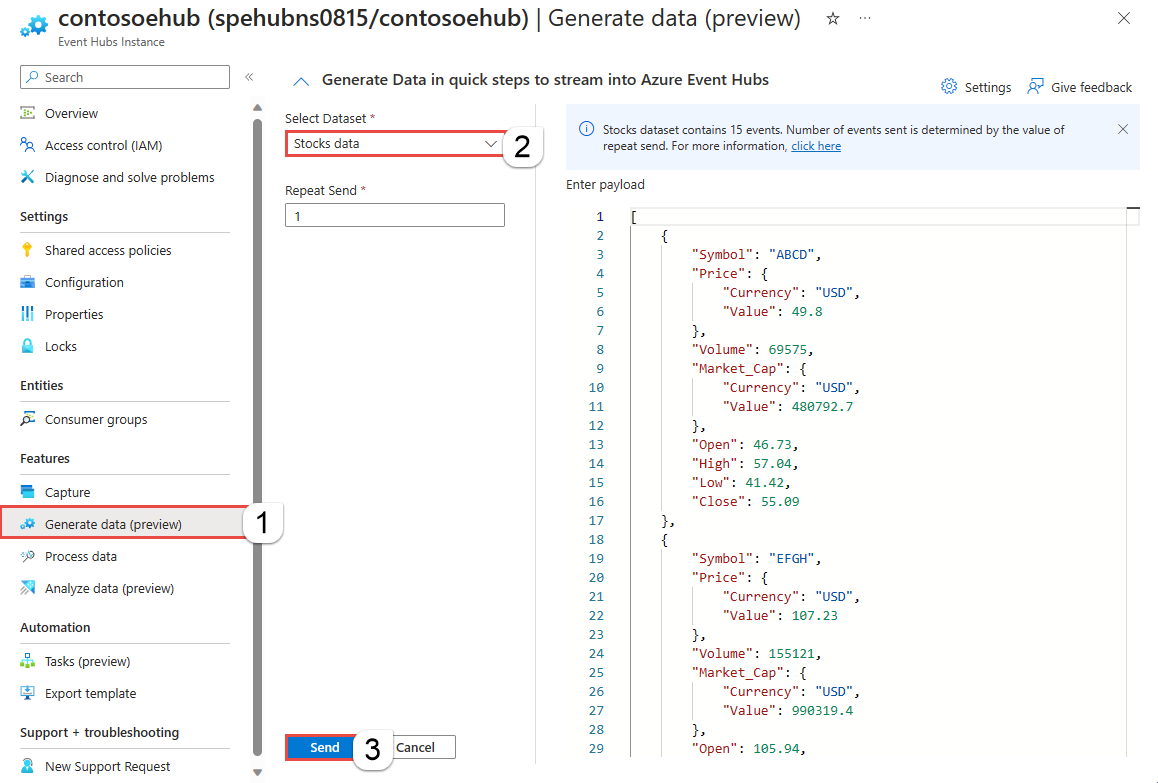 contosoehub (spehubns0815/contosoehub) | Generate data (preview)
Event Hubs Instance
Search
Overview
Access control (IAM)
Diagnose and solve problems
Settings
Shared access policies
Configuration
Properties
Locks
Entities
Consumer groups
Features
Capture
Generate data (preview)
1
Process data
Analyze data (preview)
Automation
Tasks (preview)
Export template
Support + troubleshooting
New Support Request
Generate Data in quick steps to stream into Azure Event Hubs
Settings
Give feedback
Select Dataset *
Stocks data
2
Repeat Send *
1
Send
3
Cancel
Stocks dataset contains 15 events. Number of events sent is determined by the value of
repeat send. For more information, click here
Enter payload
1 [
2 {
3 "Symbol": "ABCD",
4 "Price": {
5 "Currency": "USD",
6 "Value": 49.8
7 },
8 "Volume": 69575,
9 "Market_Cap": {
10 "Currency": "USD",
11 "Value": 480792.7
12 },
13 "Open": 46.73,
14 "High": 57.04,
15 "Low": 41.42,
16 "Close": 55.09
17 },
18 {
19 "Symbol": "EFGH",
20 "Price": {
21 "Currency": "USD",
22 "Value": 107.23
23 },
24 "Volume": 155121,
25 "Market_Cap": {
26 "Currency": "USD",
27 "Value": 990319.4
28 },
29 "Open": 105.94,